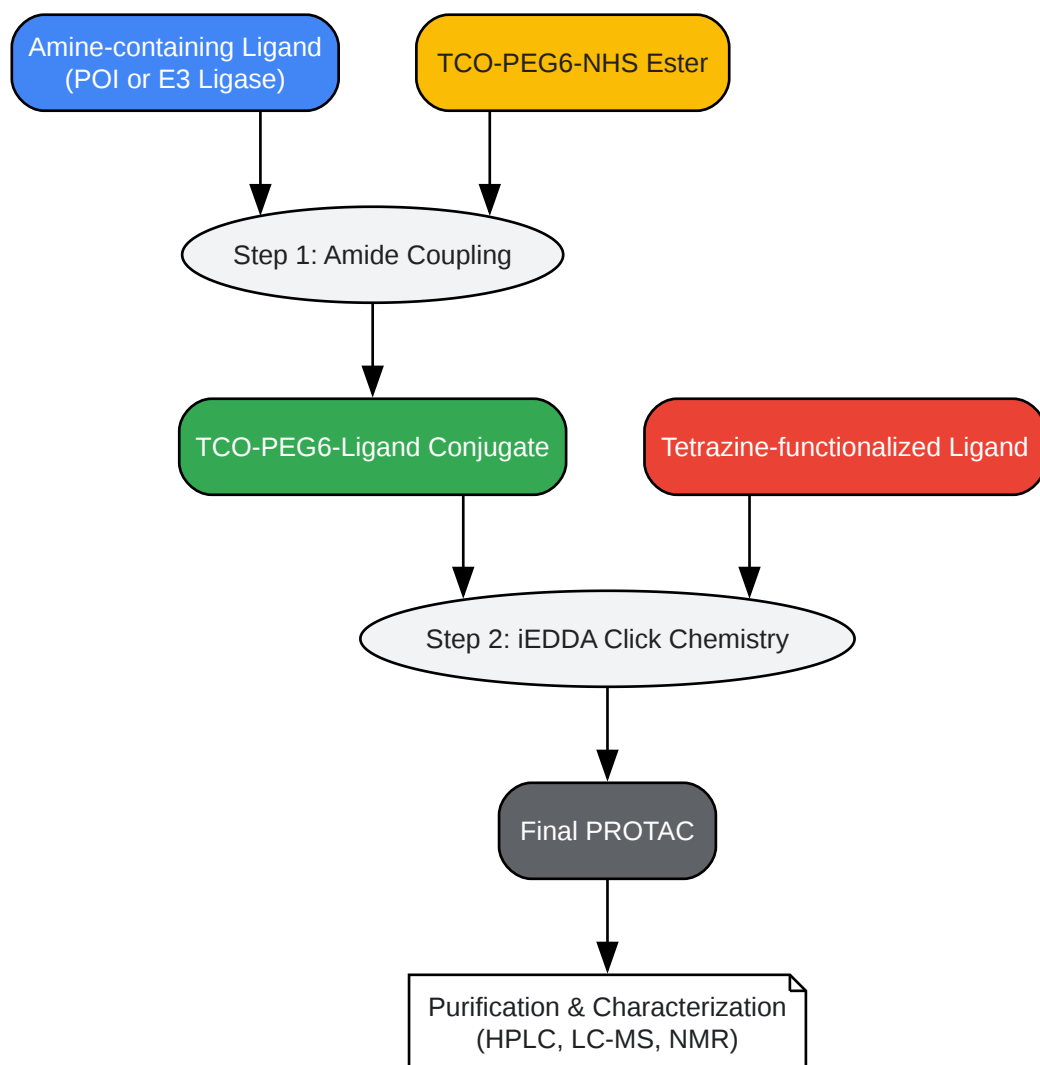 Amine-containing Ligand
(POI or E3 Ligase)
TCO-PEG6-NHS Ester
Step 1: Amide Coupling
TCO-PEG6-Ligand Conjugate
Tetrazine-functionalized Ligand
Step 2: iEDDA Click Chemistry
Final PROTAC
Purification & Characterization
(HPLC, LC-MS, NMR)